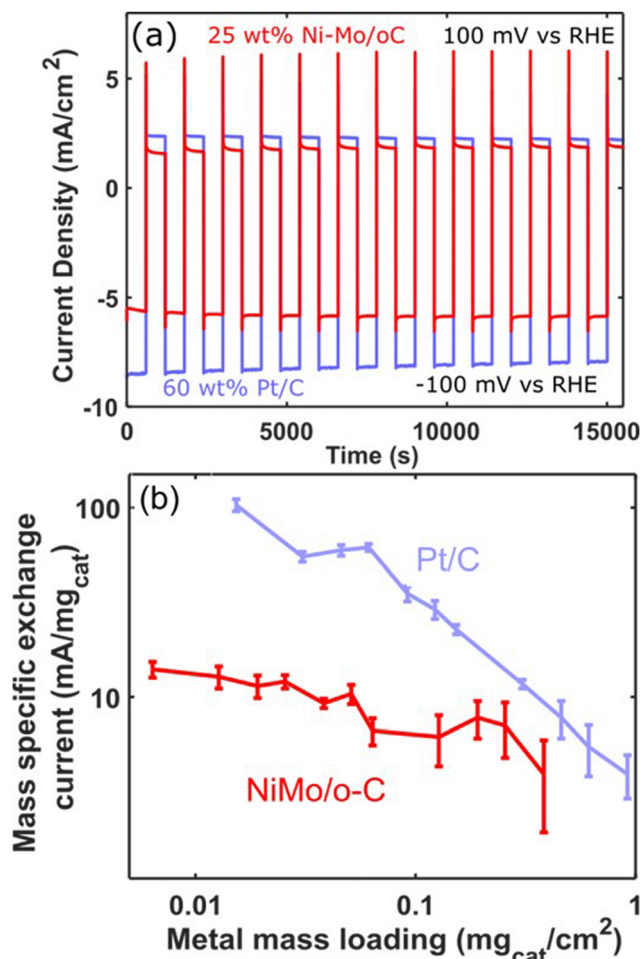 (a)
25 wt% Ni-Mo/oC
100 mV vs RHE
5
0
-5
-10
Current Density (mA/cm²)
60 wt% Pt/C
-100 mV vs RHE
0
5000
10000
15000
Time (s)
(b)
100
10
Mass specific exchange
current (mA/mg_cat)
Pt/C
NiMo/o-C
0.01
0.1
1
Metal mass loading (mg_cat/cm²)